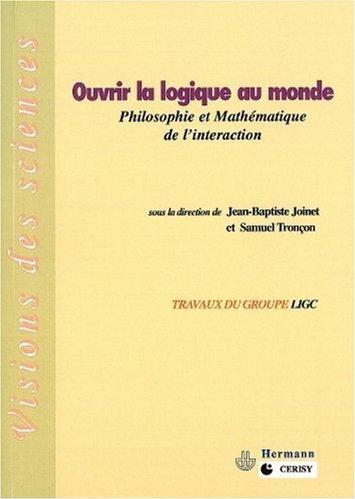 Visions des sciences
Ouvrir la logique au monde
Philosophie et Mathématique
de l'interaction
sous la direction de Jean-Baptiste Joinet
et Samuel Tronçon
TRAVAUX DU GROUPE LIGC
Hermann
CERISY